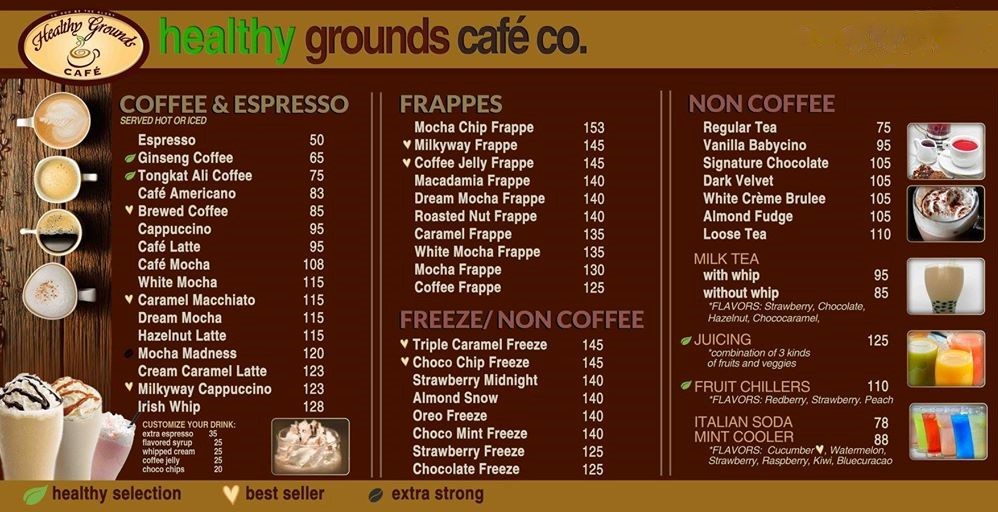 TO HOP BY THE GLOBE
Healthy Grounds
CAFÉ
healthy grounds café co.
COFFEE & ESPRESSO
SERVED HOT OR ICED
Espresso 50
Ginseng Coffee 65
Tongkat Ali Coffee 75
Café Americano 83
Brewed Coffee 85
Cappuccino 95
Café Latte 95
Café Mocha 108
White Mocha 115
Caramel Macchiato 115
Dream Mocha 115
Hazelnut Latte 115
Mocha Madness 120
Cream Caramel Latte 123
Milkyway Cappuccino 123
Irish Whip 128
CUSTOMIZE YOUR DRINK:
extra espresso 35
flavored syrup 25
whipped cream 25
coffee jelly 25
choco chips 20
FRAPPES
Mocha Chip Frappe 153
Milkyway Frappe 145
Coffee Jelly Frappe 145
Macadamia Frappe 140
Dream Mocha Frappe 140
Roasted Nut Frappe 140
Caramel Frappe 135
White Mocha Frappe 135
Mocha Frappe 130
Coffee Frappe 125
FREEZE/ NON COFFEE
Triple Caramel Freeze 145
Choco Chip Freeze 145
Strawberry Midnight 140
Almond Snow 140
Oreo Freeze 140
Choco Mint Freeze 140
Strawberry Freeze 125
Chocolate Freeze 125
NON COFFEE
Regular Tea 75
Vanilla Babycino 95
Signature Chocolate 105
Dark Velvet 105
White Crème Brulee 105
Almond Fudge 105
Loose Tea 110
MILK TEA
with whip 95
without whip 85
*FLAVORS: Strawberry, Chocolate,
Hazelnut, Chococaramel,
JUICING 125
*combination of 3 kinds
of fruits and veggies
FRUIT CHILLERS 110
*FLAVORS: Redberry, Strawberry. Peach
ITALIAN SODA 78
MINT COOLER 88
*FLAVORS: Cucumber, Watermelon,
Strawberry, Raspberry, Kiwi, Bluecuracao
healthy selection
best seller
extra strong